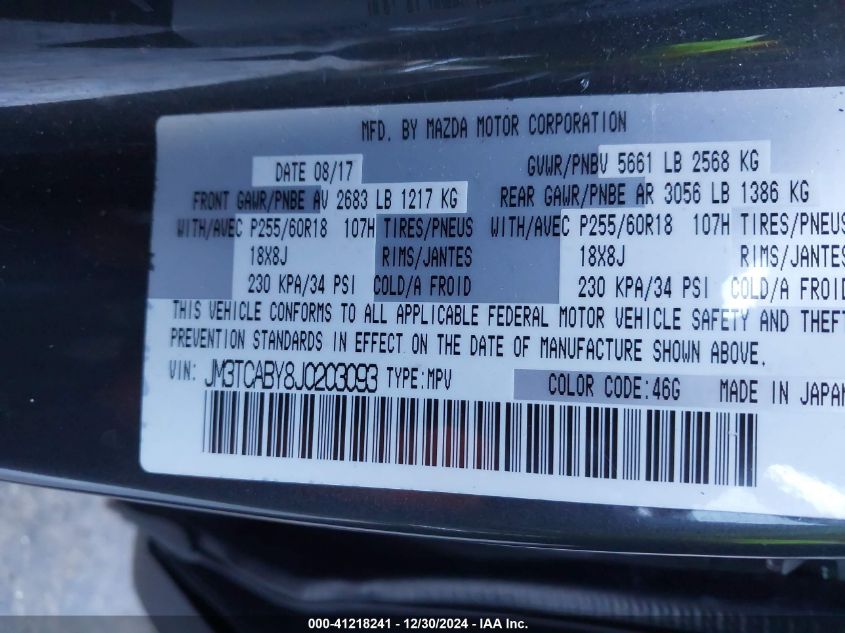 MFD. BY MAZDA MOTOR CORPORATION
DATE 08/17 GVWR/PNBV 5661 LB 2568 KG
FRONT GAWR/PNBE AV 2683 LB 1217 KG REAR GAWR/PNBE AR 3056 LB 1386 KG
WITH/AVEC P255/60R18 107H TIRES/PNEUS WITH/AVEC P255/60R18 107H TIRES/PNEUS
18X8J RIMS/JANTES 18X8J RIMS/JANTES
230 KPA/34 PSI COLD/A FROID 230 KPA/34 PSI COLD/A FROID
THIS VEHICLE CONFORMS TO ALL APPLICABLE FEDERAL MOTOR VEHICLE SAFETY AND THEFT
PREVENTION STANDARDS IN EFFECT ON THE DATE OF MANUFACTURE SHOWN ABOVE.
VIN: JM3TCABY8J0203093 TYPE:MPV COLOR CODE:46G MADE IN JAPAN
000-41218241 - 12/30/2024 - IAA Inc.